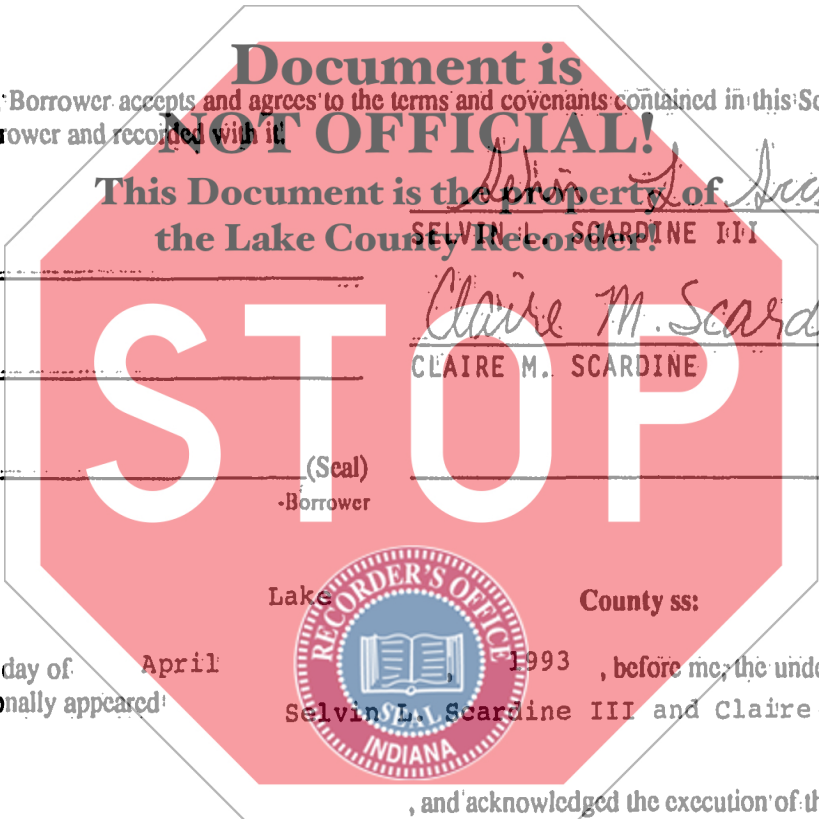 Document is
Borrower accepts and agrees to the terms and covenants contained in this Sc
rower and recorded with it.
NOT OFFICIAL!
This Document is the property of
the Lake County Recorder!
SELVIN L. SCARDINE III
Claire M. Scard
CLAIRE M. SCARDINE
STOP
(Seal)
-Borrower
Lake County ss:
RECORDER'S OFFICE
SEAL
INDIANA
day of April , 1993 , before me, the unde
onally appeared
Selvin L. Scardine III and Claire
, and acknowledged the execution of th